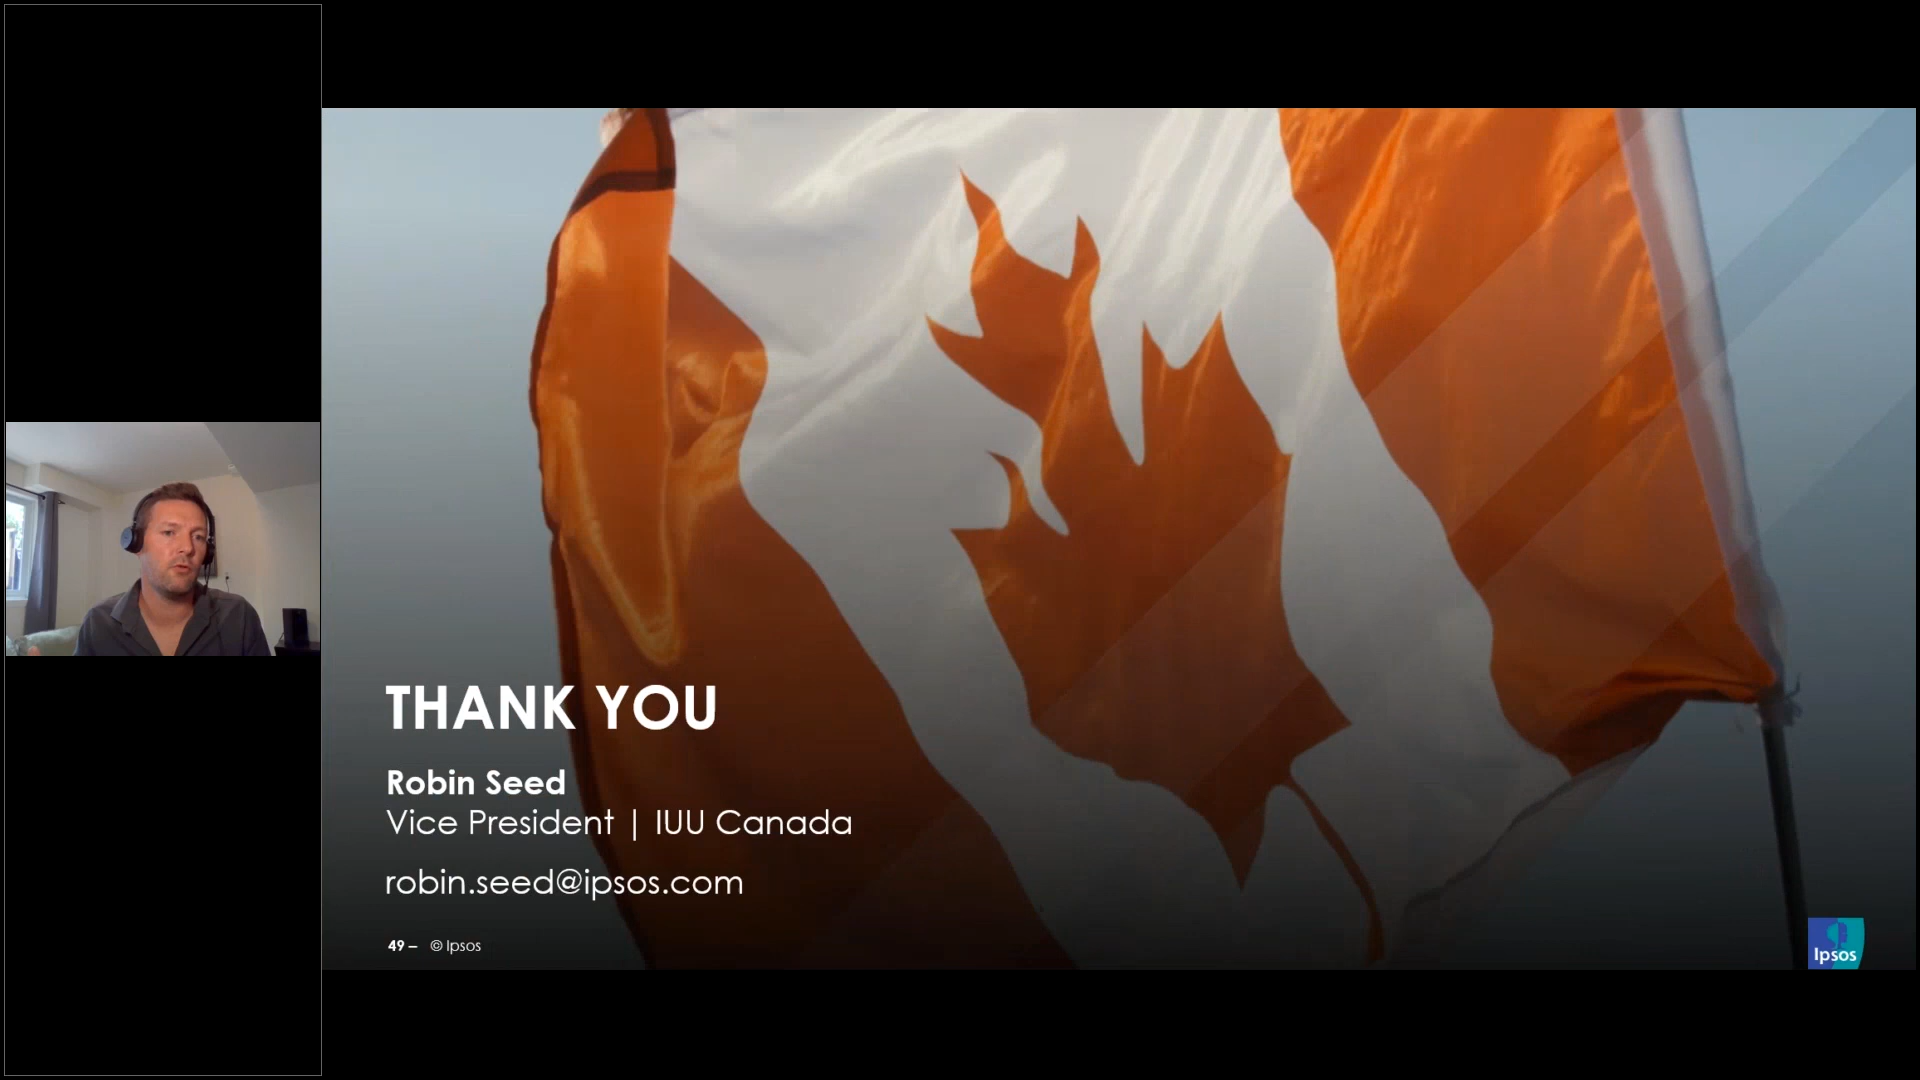 THANK YOU
Robin Seed
Vice President | IUU Canada
robin.seed@ipsos.com
49 – © Ipsos
Ipsos